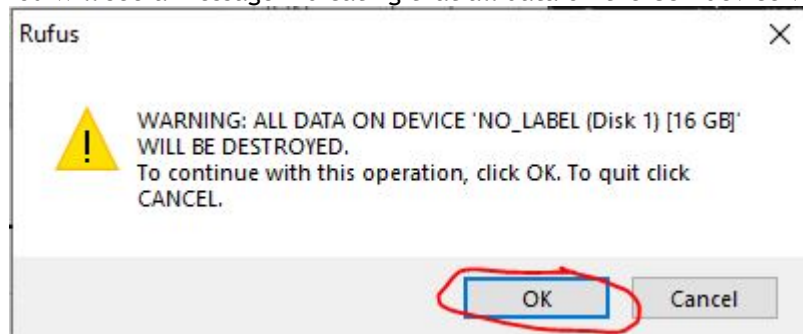 Rufus
WARNING: ALL DATA ON DEVICE 'NO_LABEL (Disk 1) [16 GB]'
WILL BE DESTROYED.
To continue with this operation, click OK. To quit click
CANCEL.
OK Cancel